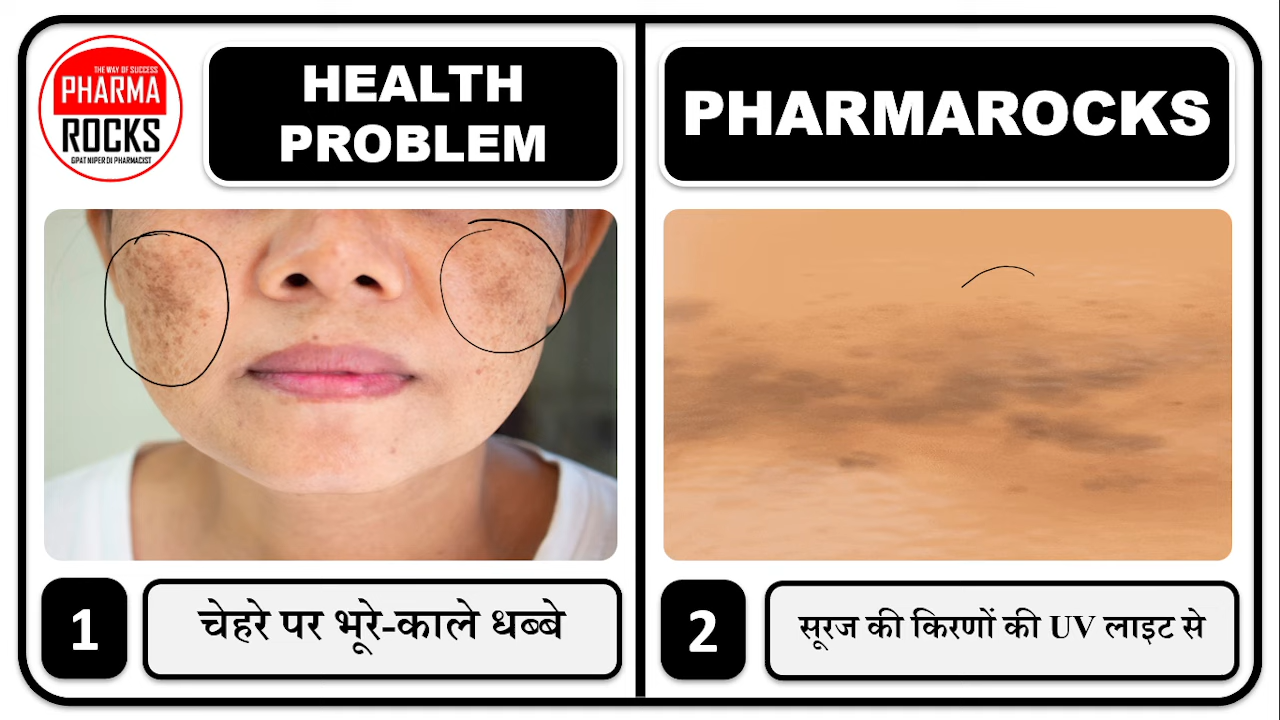 THE WAY OF SUCCESS
PHARMA
ROCKS
GPAT NIPER DI PHARMACIST
HEALTH
PROBLEM
PHARMAROCKS
1
चेहरे पर भूरे-काले धब्बे
2
सूरज की किरणों की UV लाइट से